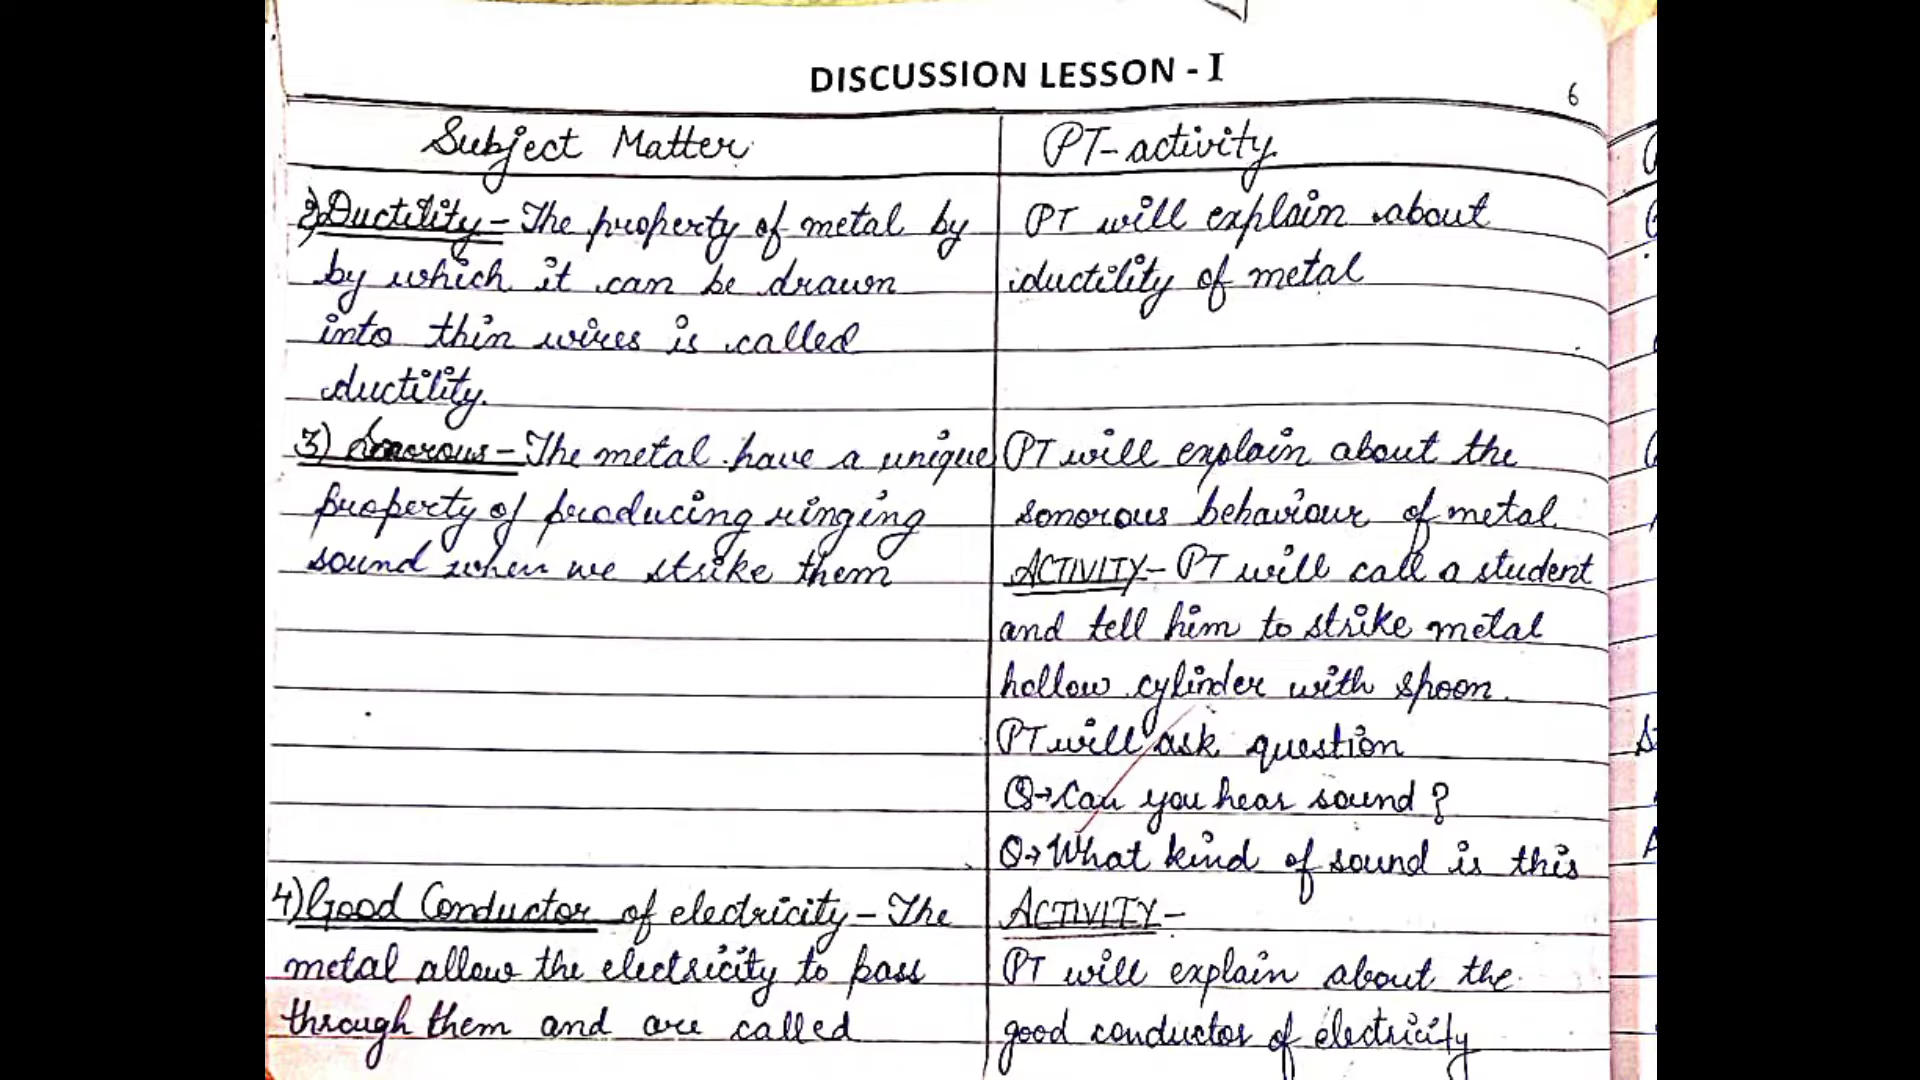 DISCUSSION LESSON - I
6
Subject Matter
PT-activity
2) Ductility - The property of metal by
by which it can be drawn
into thin wires is called
ductility.
PT will explain about
ductility of metal
3) Sonorous - The metal have a unique
property of producing ringing
sound when we strike them
PT will explain about the
sonorous behaviour of metal
ACTIVITY - PT will call a student
and tell him to strike metal
hollow cylinder with spoon.
PT will ask question
Q→Can you hear sound?
Q→What kind of sound is this
4) Good Conductor of electricity - The
metal allow the electricity to pass
through them and are called
ACTIVITY -
PT will explain about the
good conductor of electricity